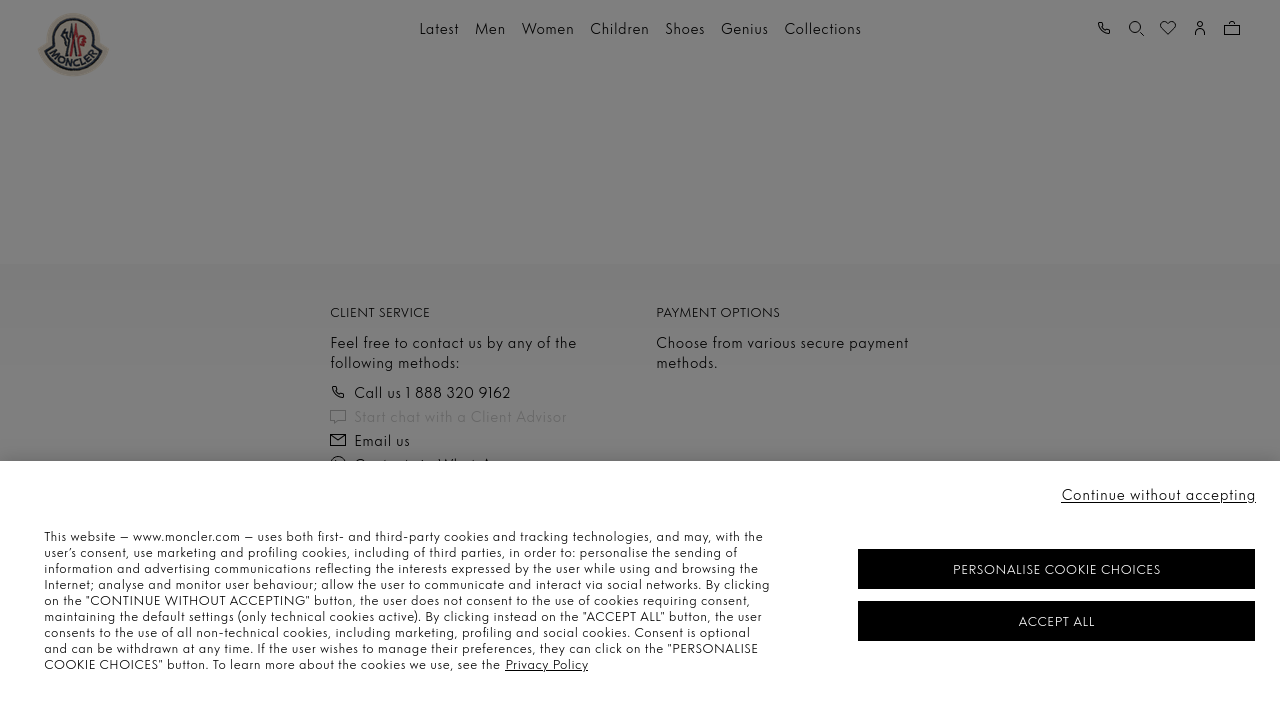 MONCLER
Latest Men Women Children Shoes Genius Collections
CLIENT SERVICE
Feel free to contact us by any of the
following methods:
Call us 1 888 320 9162
Start chat with a Client Advisor
Email us
PAYMENT OPTIONS
Choose from various secure payment
methods.
Continue without accepting
This website — www.moncler.com — uses both first- and third-party cookies and tracking technologies, and may, with the
user’s consent, use marketing and profiling cookies, including of third parties, in order to: personalise the sending of
information and advertising communications reflecting the interests expressed by the user while using and browsing the
Internet; analyse and monitor user behaviour; allow the user to communicate and interact via social networks. By clicking
on the "CONTINUE WITHOUT ACCEPTING" button, the user does not consent to the use of cookies requiring consent,
maintaining the default settings (only technical cookies active). By clicking instead on the "ACCEPT ALL" button, the user
consents to the use of all non-technical cookies, including marketing, profiling and social cookies. Consent is optional
and can be withdrawn at any time. If the user wishes to manage their preferences, they can click on the "PERSONALISE
COOKIE CHOICES" button. To learn more about the cookies we use, see the Privacy Policy
PERSONALISE COOKIE CHOICES
ACCEPT ALL